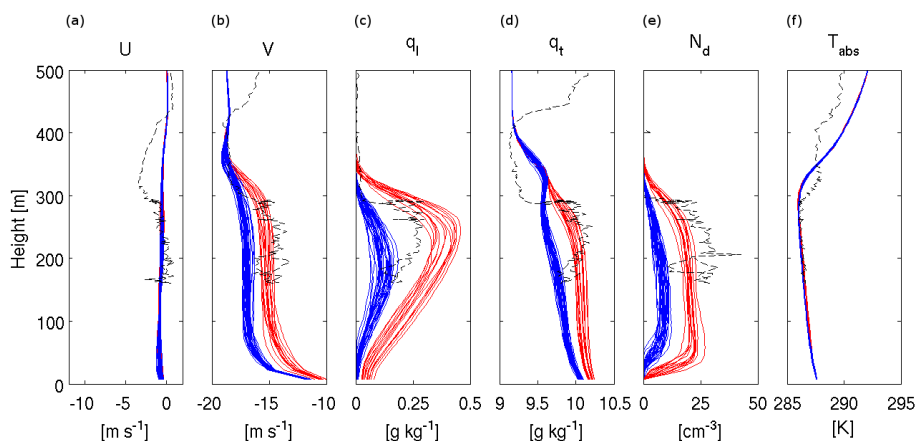 (a) (b) (c) (d) (e) (f)
U V q_l q_t N_d T_abs
500
400
300
200
100
0
Height [m]
-10 -5 0
-20 -15 -10
0 0.25 0.5
9 9.5 10 10.5
0 25 50
285 290 295
[m s⁻¹] [m s⁻¹] [g kg⁻¹] [g kg⁻¹] [cm⁻³] [K]